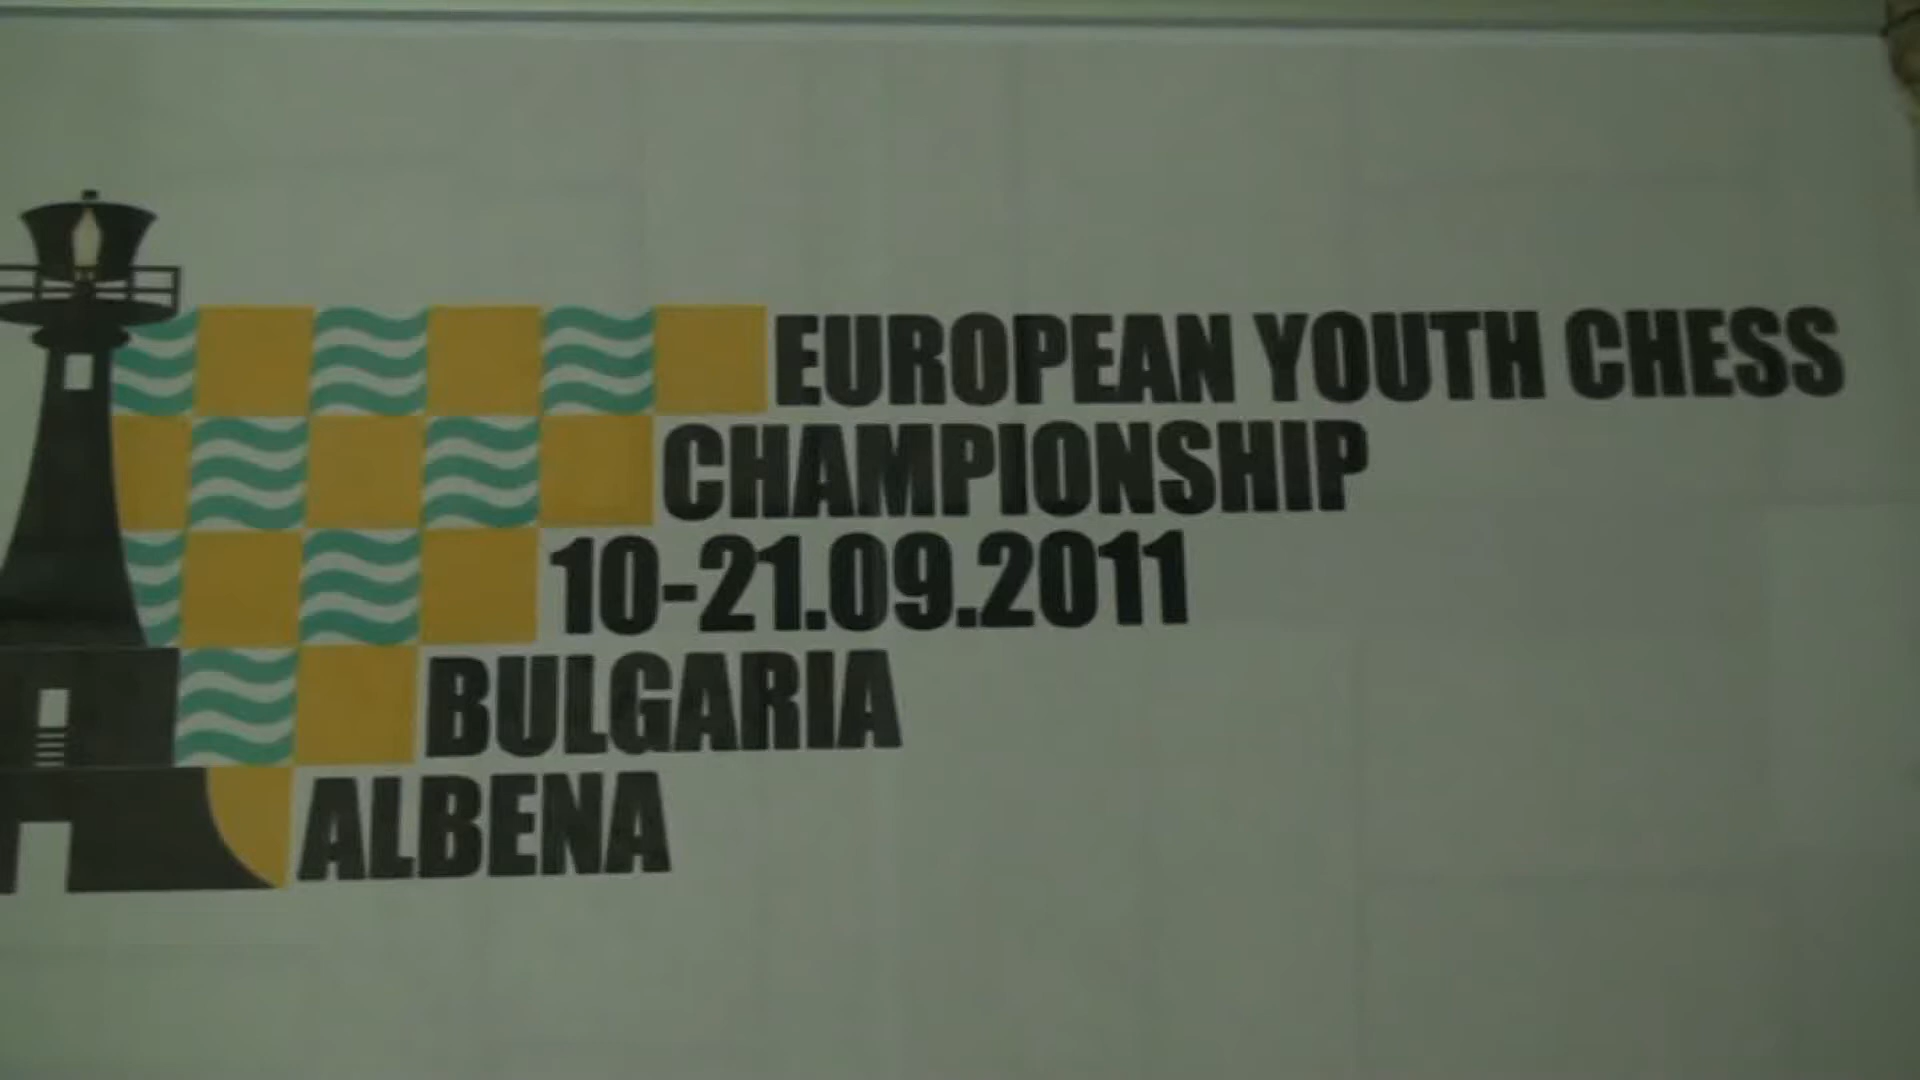 EUROPEAN YOUTH CHESS
CHAMPIONSHIP
10-21.09.2011
BULGARIA
ALBENA